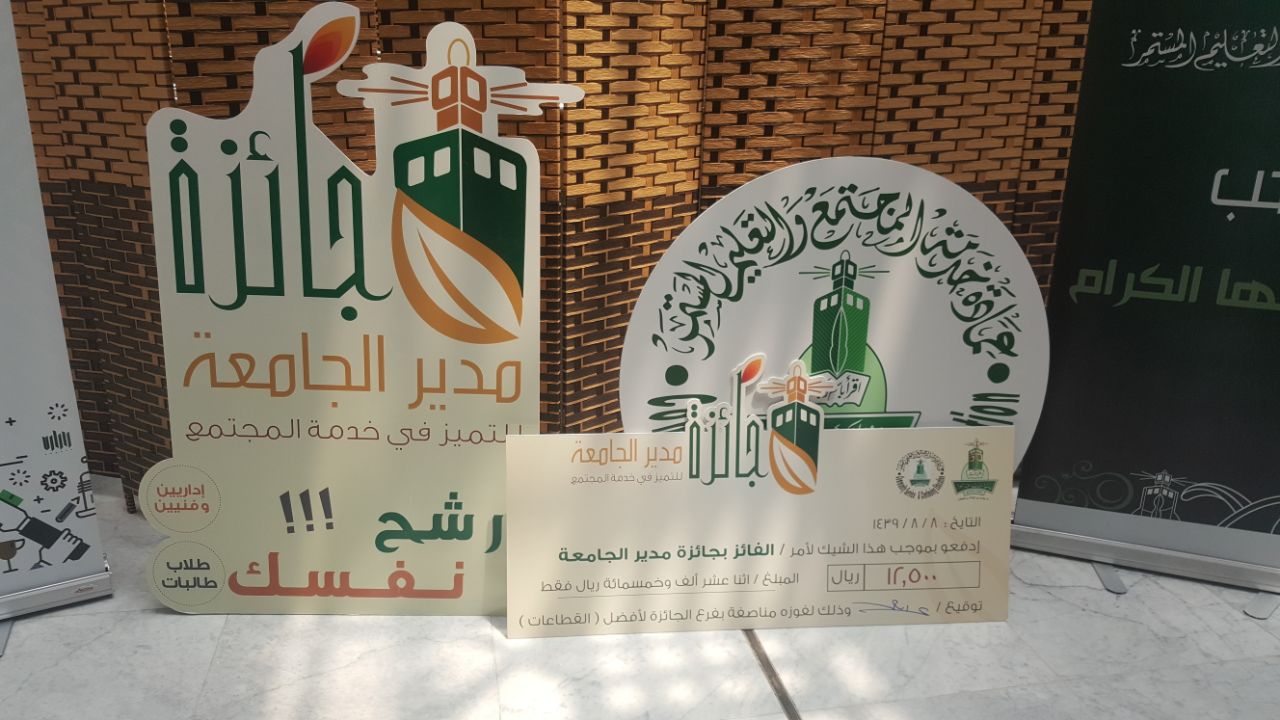 جائزة
مدير الجامعة
للتميز في خدمة المجتمع
رشح !!!
نفسك
إداريين
وفنيين
طلاب
طالبات
عمادة خدمة المجتمع والتعليم المستمر
اقرأ
جائزة
مدير الجامعة
للتميز في خدمة المجتمع
التاريخ : ١٤٣٩ / ٨ / ٨
إدفعو بموجب هذا الشيك لأمر / الفائز بجائزة مدير الجامعة
١٢,٥٠٠ ريال
المبلغ / اثنا عشر ألف وخمسمائة ريال فقط
توقيع /
وذلك لفوزه مناصفة بفرع الجائزة لأفضل ( القطاعات )
التعليم المستمر
الكرام